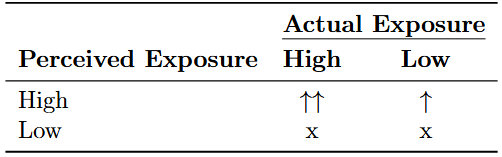 Actual Exposure
Perceived Exposure High Low
High ↑↑ ↑
Low x x